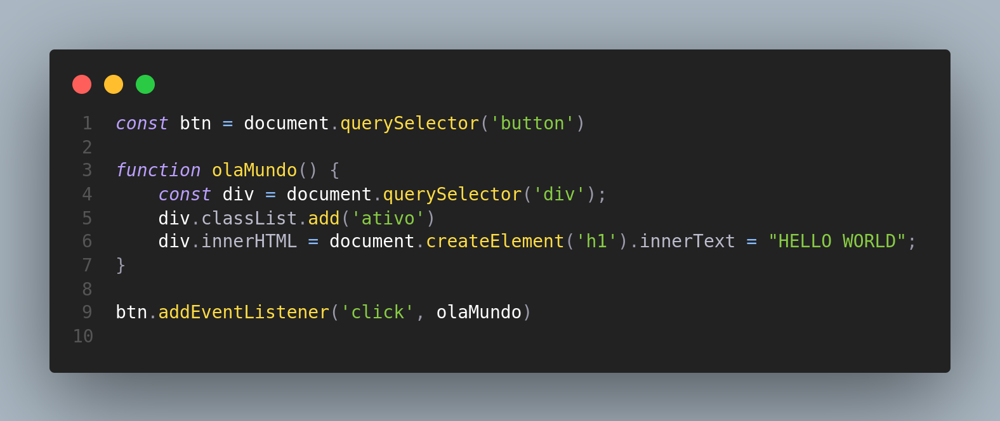 1 const btn = document.querySelector('button')
2
3 function olaMundo() {
4     const div = document.querySelector('div');
5     div.classList.add('ativo')
6     div.innerHTML = document.createElement('h1').innerText = "HELLO WORLD";
7 }
8
9 btn.addEventListener('click', olaMundo)
10